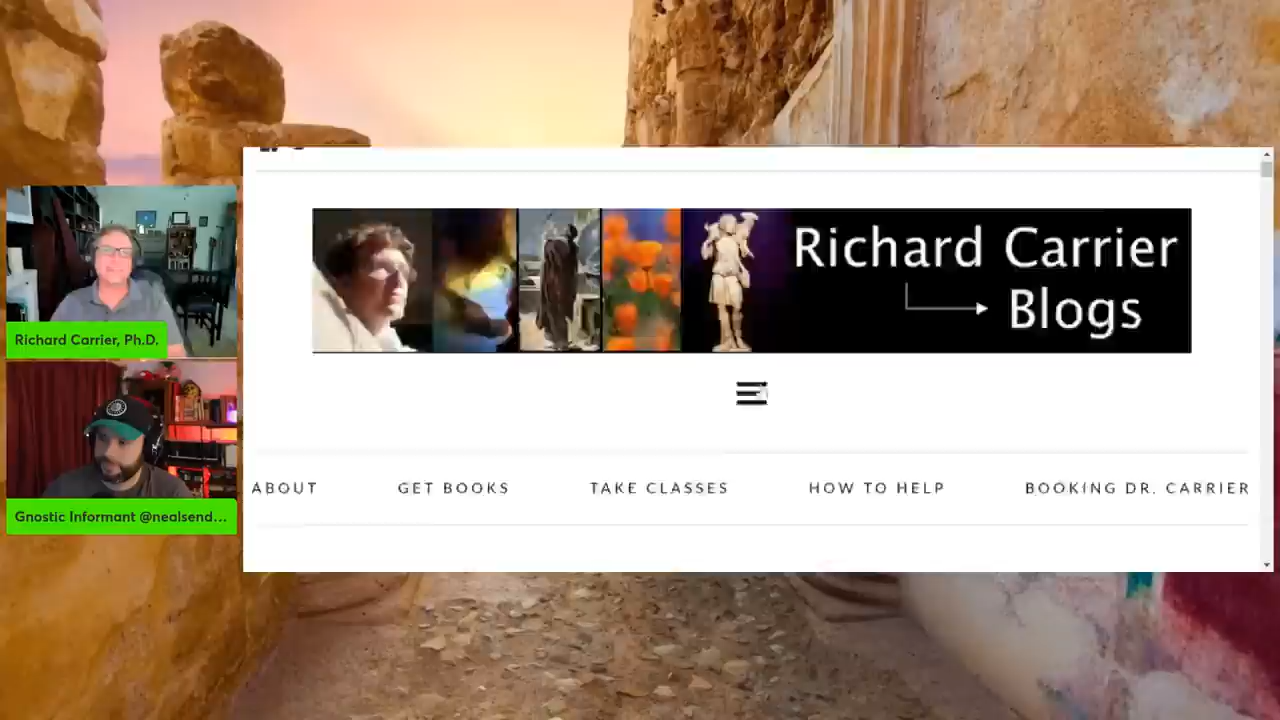 Richard Carrier
Blogs
Richard Carrier, Ph.D.
Gnostic Informant @nealsend...
ABOUT GET BOOKS TAKE CLASSES HOW TO HELP BOOKING DR. CARRIER